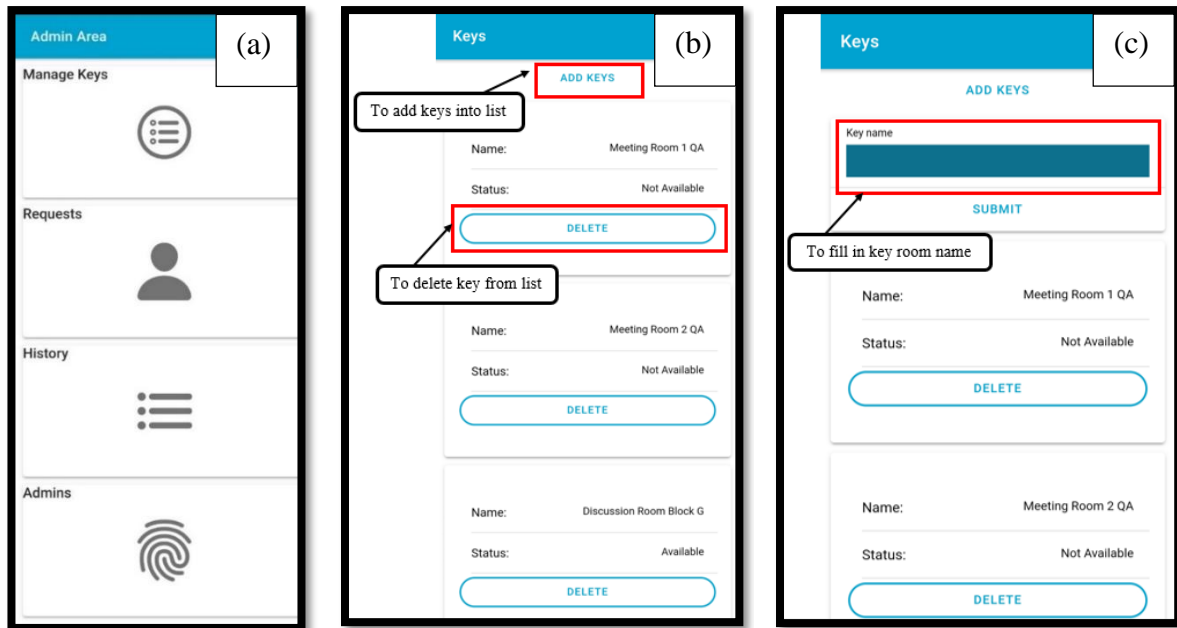 Admin Area
(a)
Manage Keys
Requests
History
Admins
Keys
(b)
ADD KEYS
To add keys into list
Name: Meeting Room 1 QA
Status: Not Available
DELETE
To delete key from list
Name: Meeting Room 2 QA
Status: Not Available
DELETE
Name: Discussion Room Block G
Status: Available
DELETE
Keys
(c)
ADD KEYS
Key name
SUBMIT
To fill in key room name
Name: Meeting Room 1 QA
Status: Not Available
DELETE
Name: Meeting Room 2 QA
Status: Not Available
DELETE